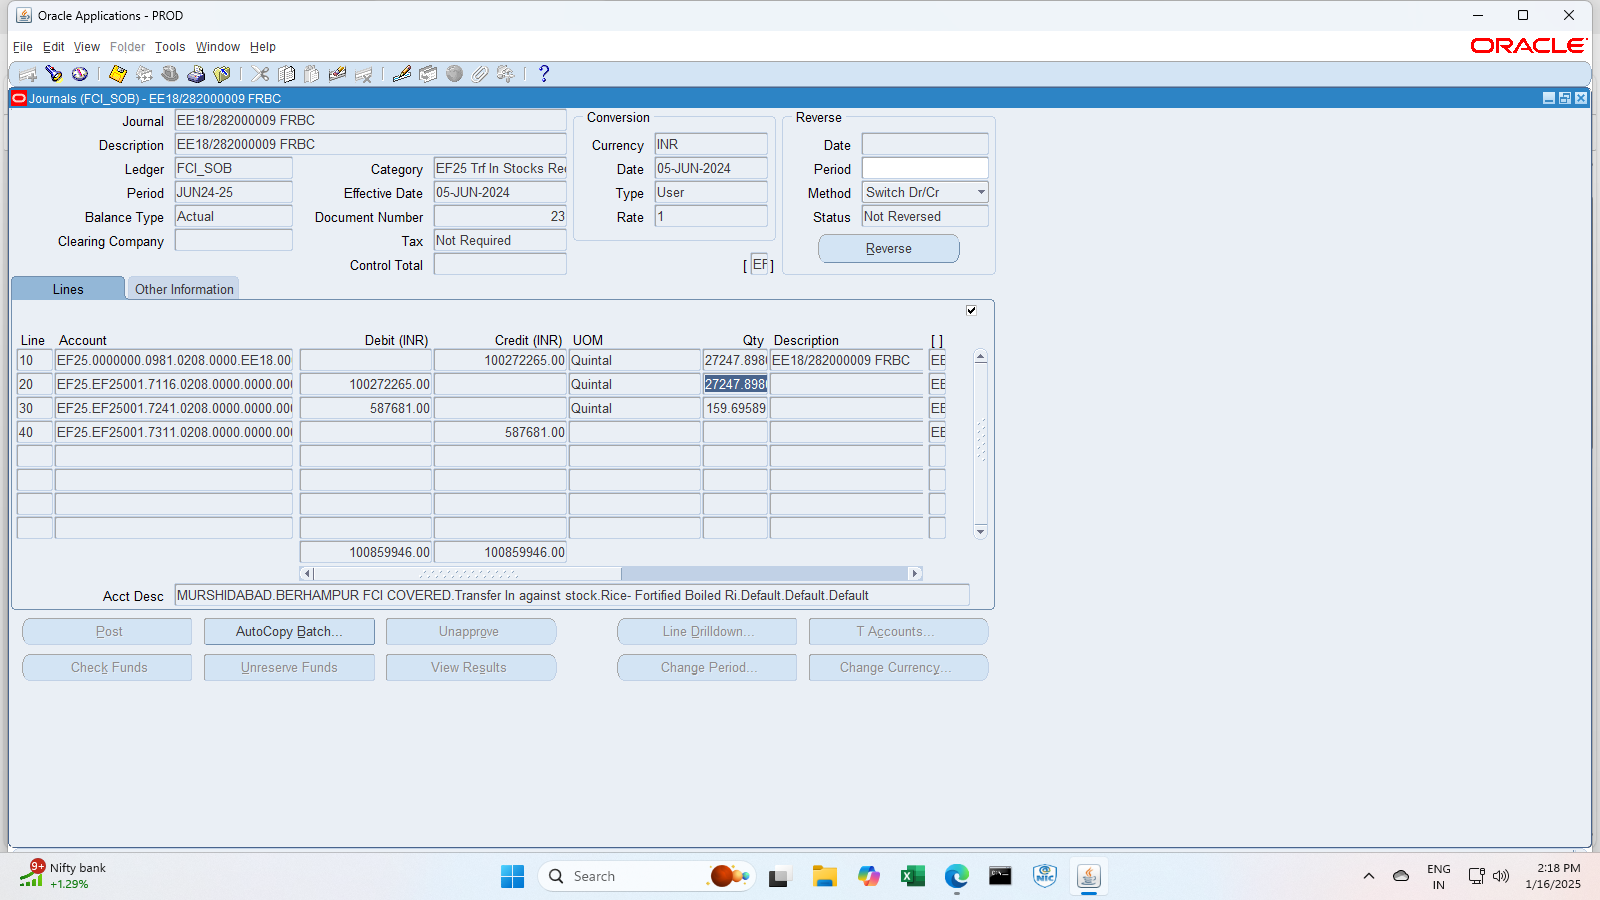 Oracle Applications - PROD
File Edit View Folder Tools Window Help
ORACLE
Journals (FCI_SOB) - EE18/282000009 FRBC
Journal EE18/282000009 FRBC
Description EE18/282000009 FRBC
Ledger FCI_SOB
Category EF25 Trf In Stocks Rec
Period JUN24-25
Effective Date 05-JUN-2024
Balance Type Actual
Document Number 23
Clearing Company
Tax Not Required
Control Total
Conversion
Currency INR
Date 05-JUN-2024
Type User
Rate 1
[ EF ]
Reverse
Date
Period
Method Switch Dr/Cr
Status Not Reversed
Reverse
Lines Other Information
Line Account Debit (INR) Credit (INR) UOM Qty Description [ ]
10 EF25.0000000.0981.0208.0000.EE18.00 100272265.00 Quintal 27247.898 EE18/282000009 FRBC EE
20 EF25.EF25001.7116.0208.0000.0000.00 100272265.00 Quintal 27247.898 EE
30 EF25.EF25001.7241.0208.0000.0000.00 587681.00 Quintal 159.69589 EE
40 EF25.EF25001.7311.0208.0000.0000.00 587681.00 EE
100859946.00 100859946.00
Acct Desc MURSHIDABAD.BERHAMPUR FCI COVERED.Transfer In against stock.Rice- Fortified Boiled Ri.Default.Default.Default
Post AutoCopy Batch... Unapprove Line Drilldown... T Accounts...
Check Funds Unreserve Funds View Results Change Period... Change Currency...
9+ Nifty bank
+1.29%
Search
NIC
ENG
IN
2:18 PM
1/16/2025